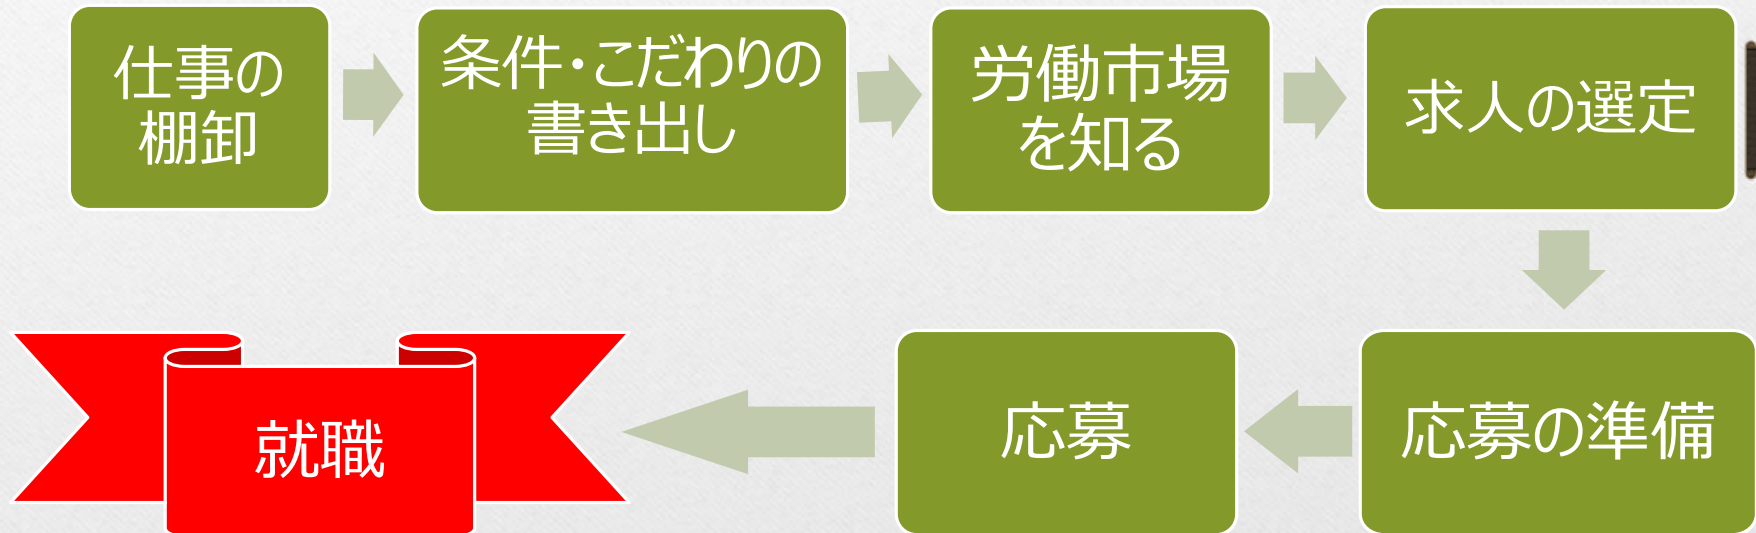 仕事の
棚卸
条件・こだわりの
書き出し
労働市場
を知る
求人の選定
応募の準備
応募
就職